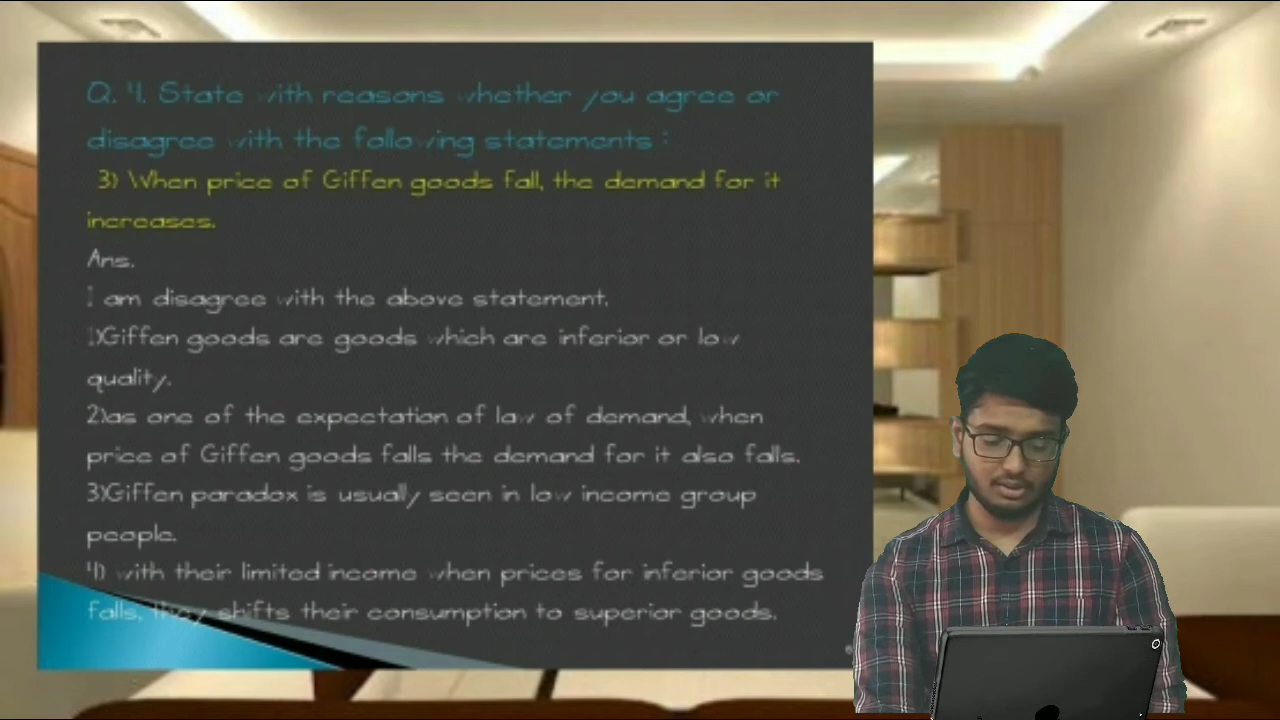 Q. 4. State with reasons whether you agree or
disagree with the following statements :
3) When price of Giffen goods fall, the demand for it
increases.
Ans.
I am disagree with the above statement.
1)Giffen goods are goods which are inferior or low
quality.
2)as one of the expectation of law of demand, when
price of Giffen goods falls the demand for it also falls.
3)Giffen paradox is usually seen in low income group
people.
4) with their limited income when prices for inferior goods
falls, they shifts their consumption to superior goods.